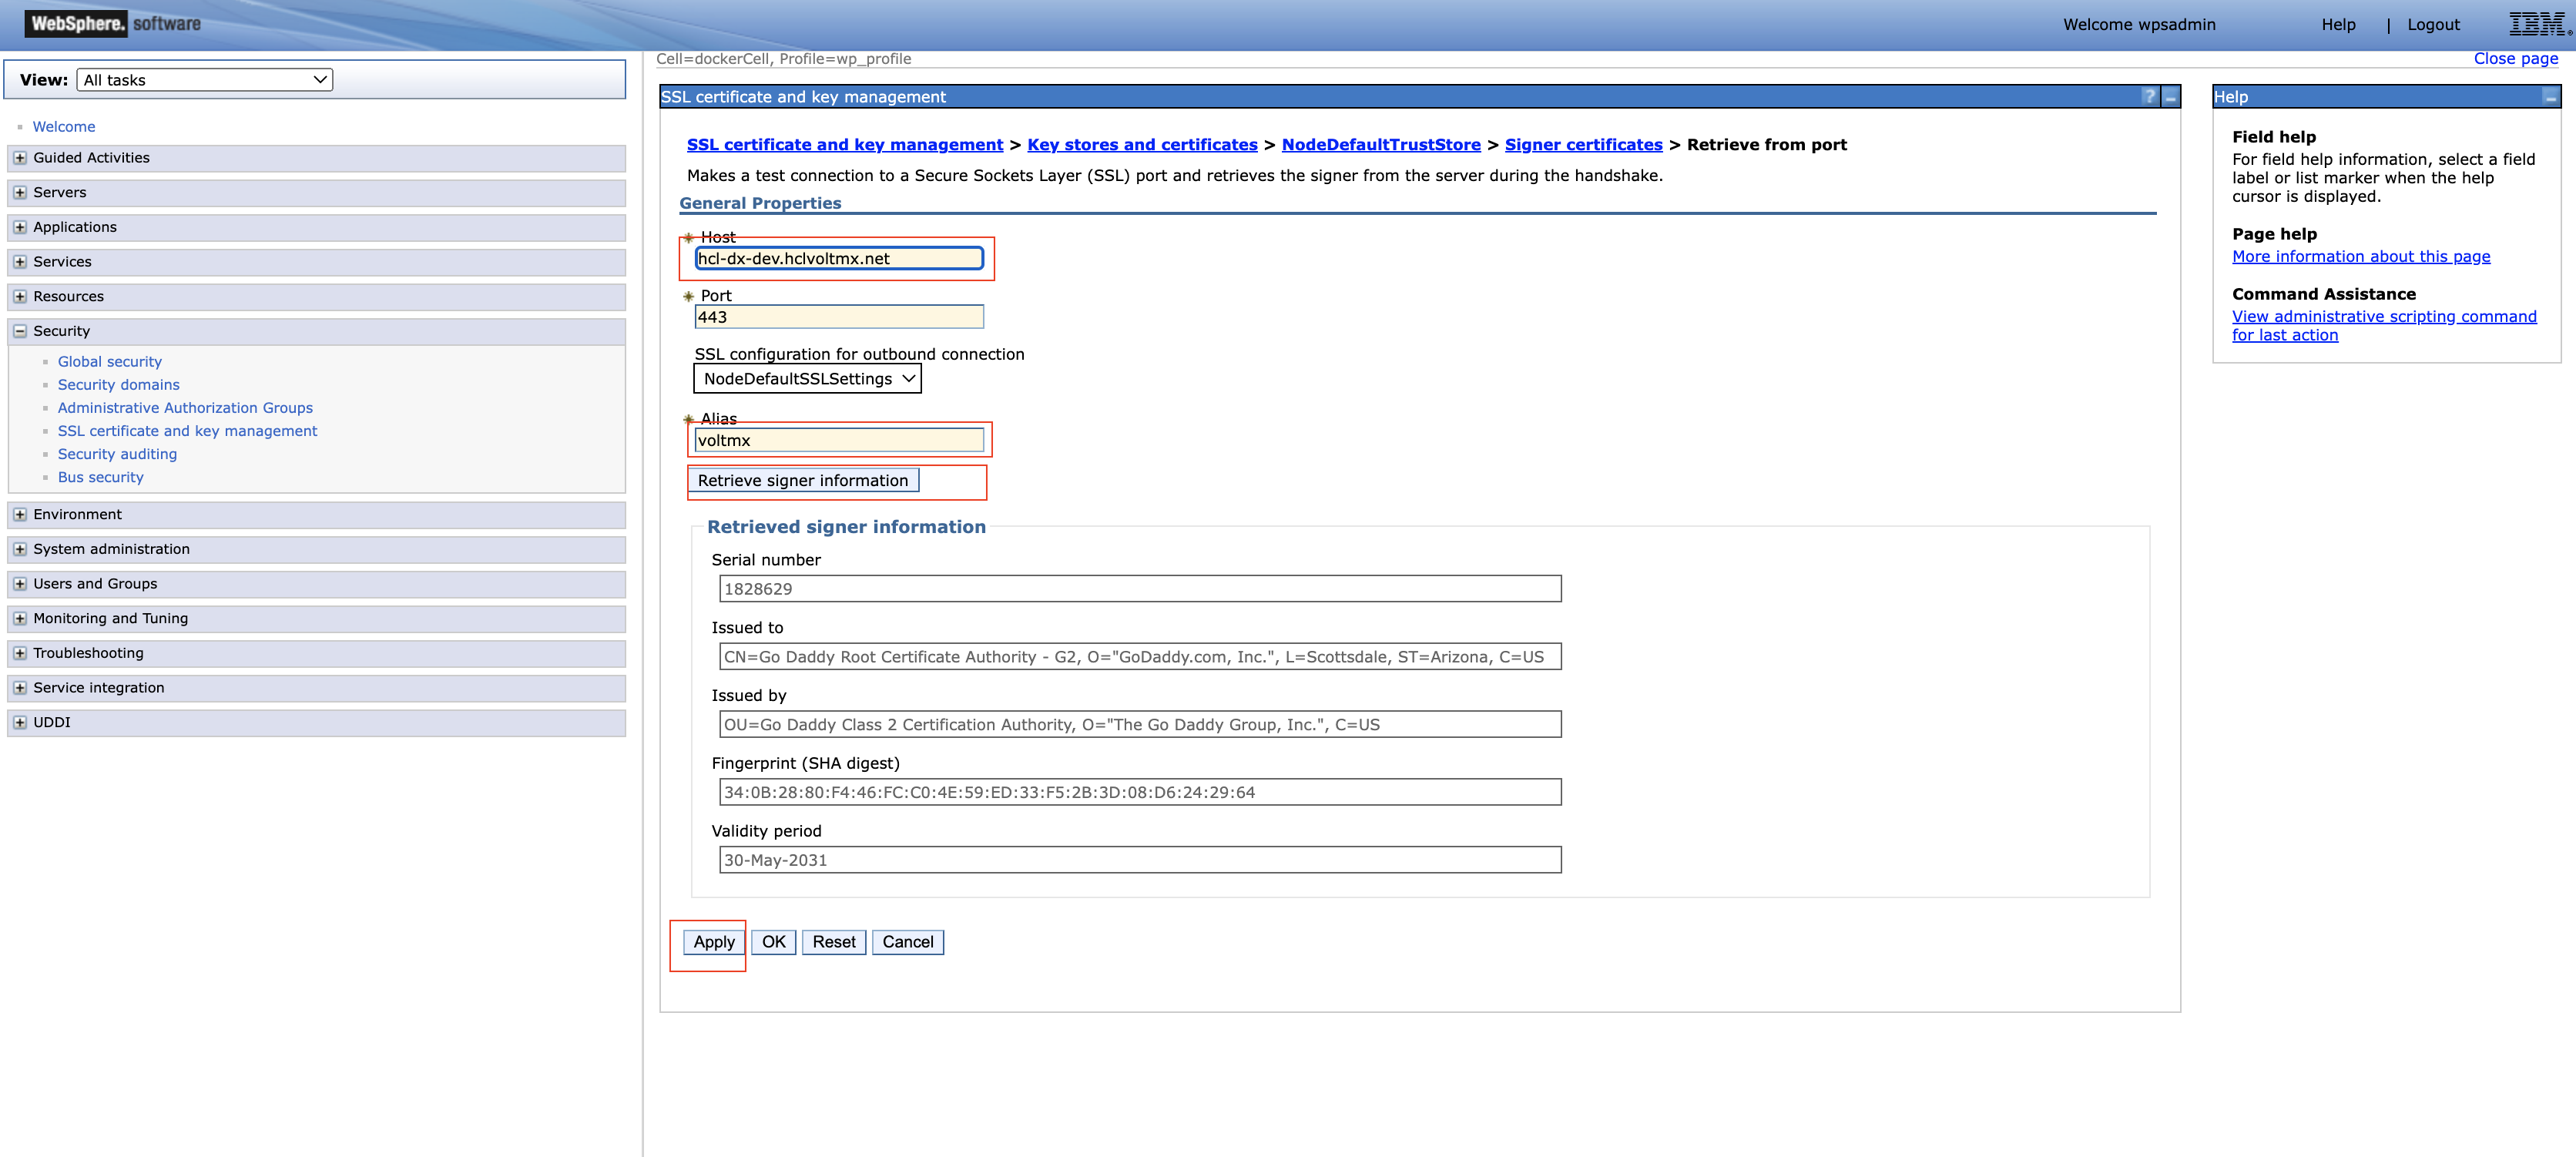 WebSphere. software
Welcome wpsadmin
Help | Logout
IBM
Cell=dockerCell, Profile=wp_profile
Close page
View: All tasks
Welcome
Guided Activities
Servers
Applications
Services
Resources
Security
Global security
Security domains
Administrative Authorization Groups
SSL certificate and key management
Security auditing
Bus security
Environment
System administration
Users and Groups
Monitoring and Tuning
Troubleshooting
Service integration
UDDI
SSL certificate and key management
SSL certificate and key management > Key stores and certificates > NodeDefaultTrustStore > Signer certificates > Retrieve from port
Makes a test connection to a Secure Sockets Layer (SSL) port and retrieves the signer from the server during the handshake.
General Properties
Host
hcl-dx-dev.hclvoltmx.net
Port
443
SSL configuration for outbound connection
NodeDefaultSSLSettings
Alias
voltmx
Retrieve signer information
Retrieved signer information
Serial number
1828629
Issued to
CN=Go Daddy Root Certificate Authority - G2, O="GoDaddy.com, Inc.", L=Scottsdale, ST=Arizona, C=US
Issued by
OU=Go Daddy Class 2 Certification Authority, O="The Go Daddy Group, Inc.", C=US
Fingerprint (SHA digest)
34:0B:28:80:F4:46:FC:C0:4E:59:ED:33:F5:2B:3D:08:D6:24:29:64
Validity period
30-May-2031
Apply OK Reset Cancel
Help
Field help
For field help information, select a field
label or list marker when the help
cursor is displayed.
Page help
More information about this page
Command Assistance
View administrative scripting command
for last action